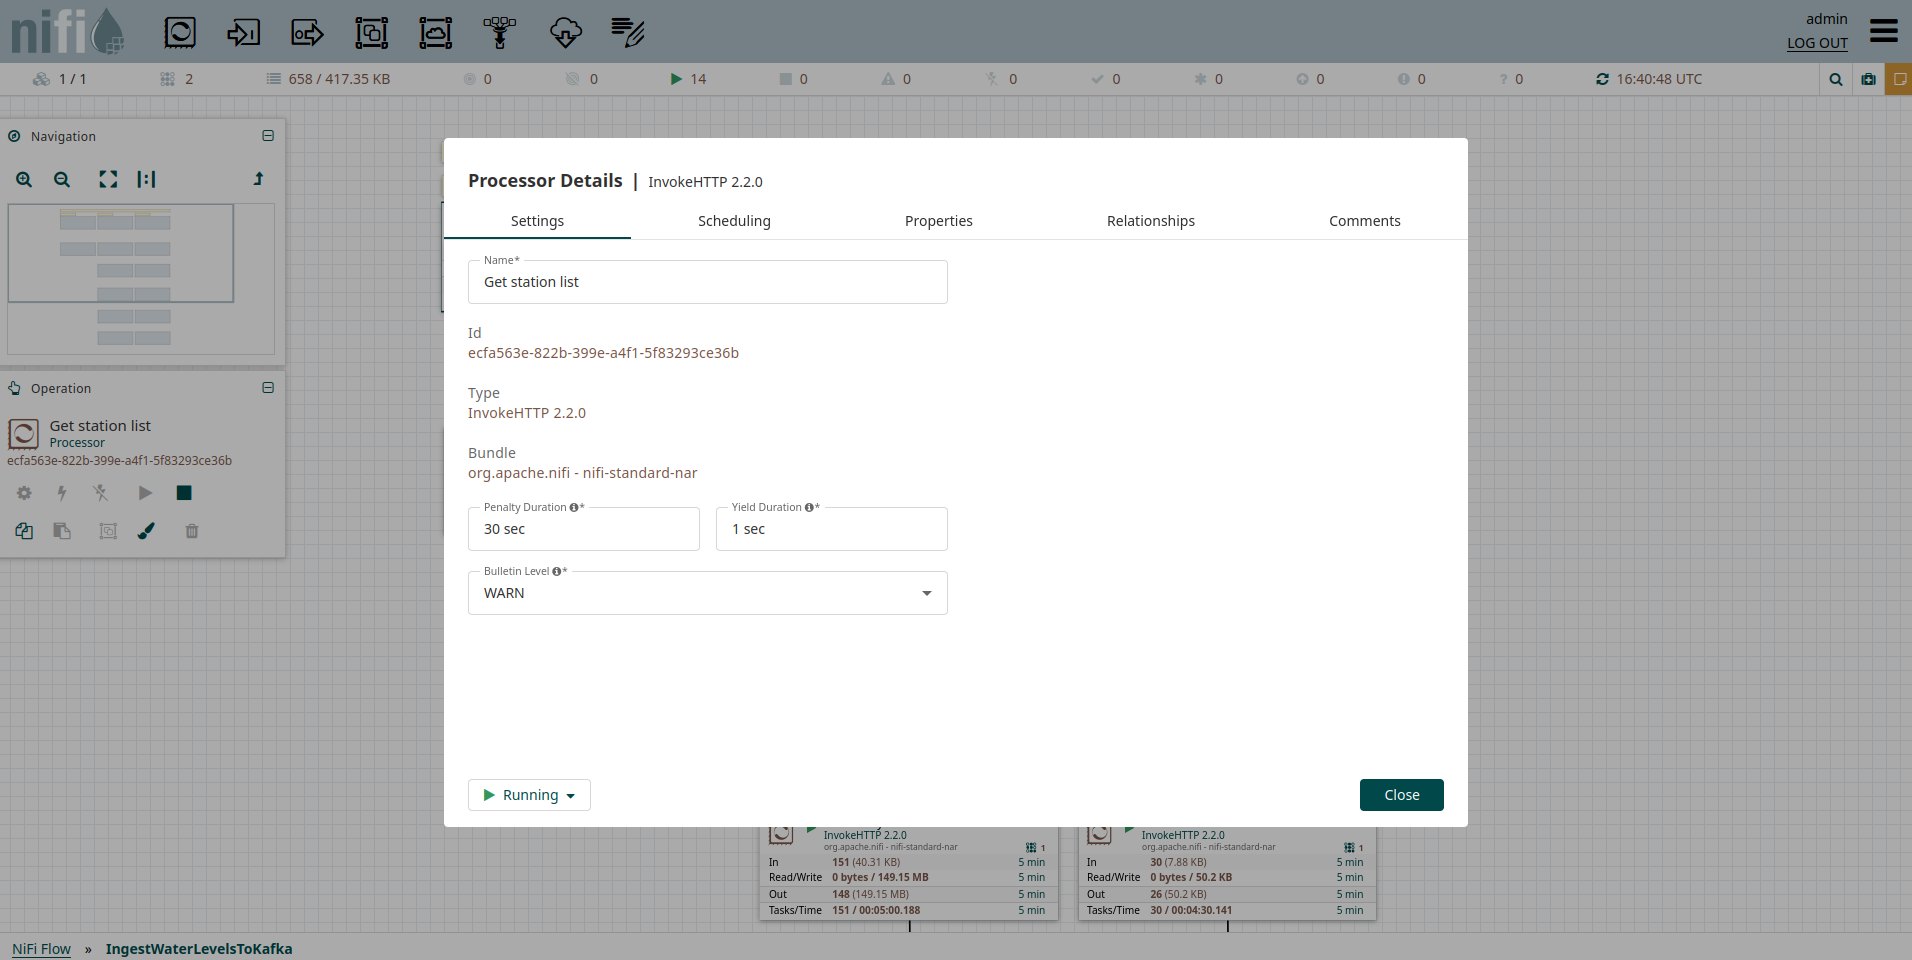 nifi
admin
LOG OUT
1 / 1
2
658 / 417.35 KB
0
0
14
0
0
0
0
0
0
0
? 0
16:40:48 UTC
Navigation
Operation
Get station list
Processor
ecfa563e-822b-399e-a4f1-5f83293ce36b
Processor Details | InvokeHTTP 2.2.0
Settings
Scheduling
Properties
Relationships
Comments
Name*
Get station list
Id
ecfa563e-822b-399e-a4f1-5f83293ce36b
Type
InvokeHTTP 2.2.0
Bundle
org.apache.nifi - nifi-standard-nar
Penalty Duration *
30 sec
Yield Duration *
1 sec
Bulletin Level *
WARN
Running
Close
InvokeHTTP 2.2.0
org.apache.nifi - nifi-standard-nar
1
In 151 (40.31 KB) 5 min
Read/Write 0 bytes / 149.15 MB 5 min
Out 148 (149.15 MB) 5 min
Tasks/Time 151 / 00:05:00.188 5 min
InvokeHTTP 2.2.0
org.apache.nifi - nifi-standard-nar
1
In 30 (7.88 KB) 5 min
Read/Write 0 bytes / 50.2 KB 5 min
Out 26 (50.2 KB) 5 min
Tasks/Time 30 / 00:04:30.141 5 min
NiFi Flow » IngestWaterLevelsToKafka